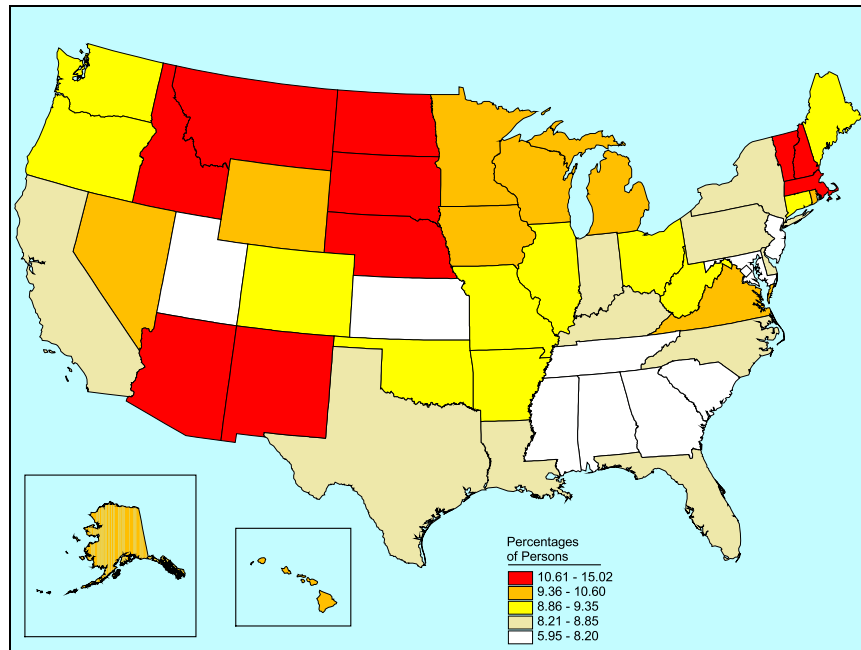 Percentages
of Persons
10.61 - 15.02
9.36 - 10.60
8.86 - 9.35
8.21 - 8.85
5.95 - 8.20